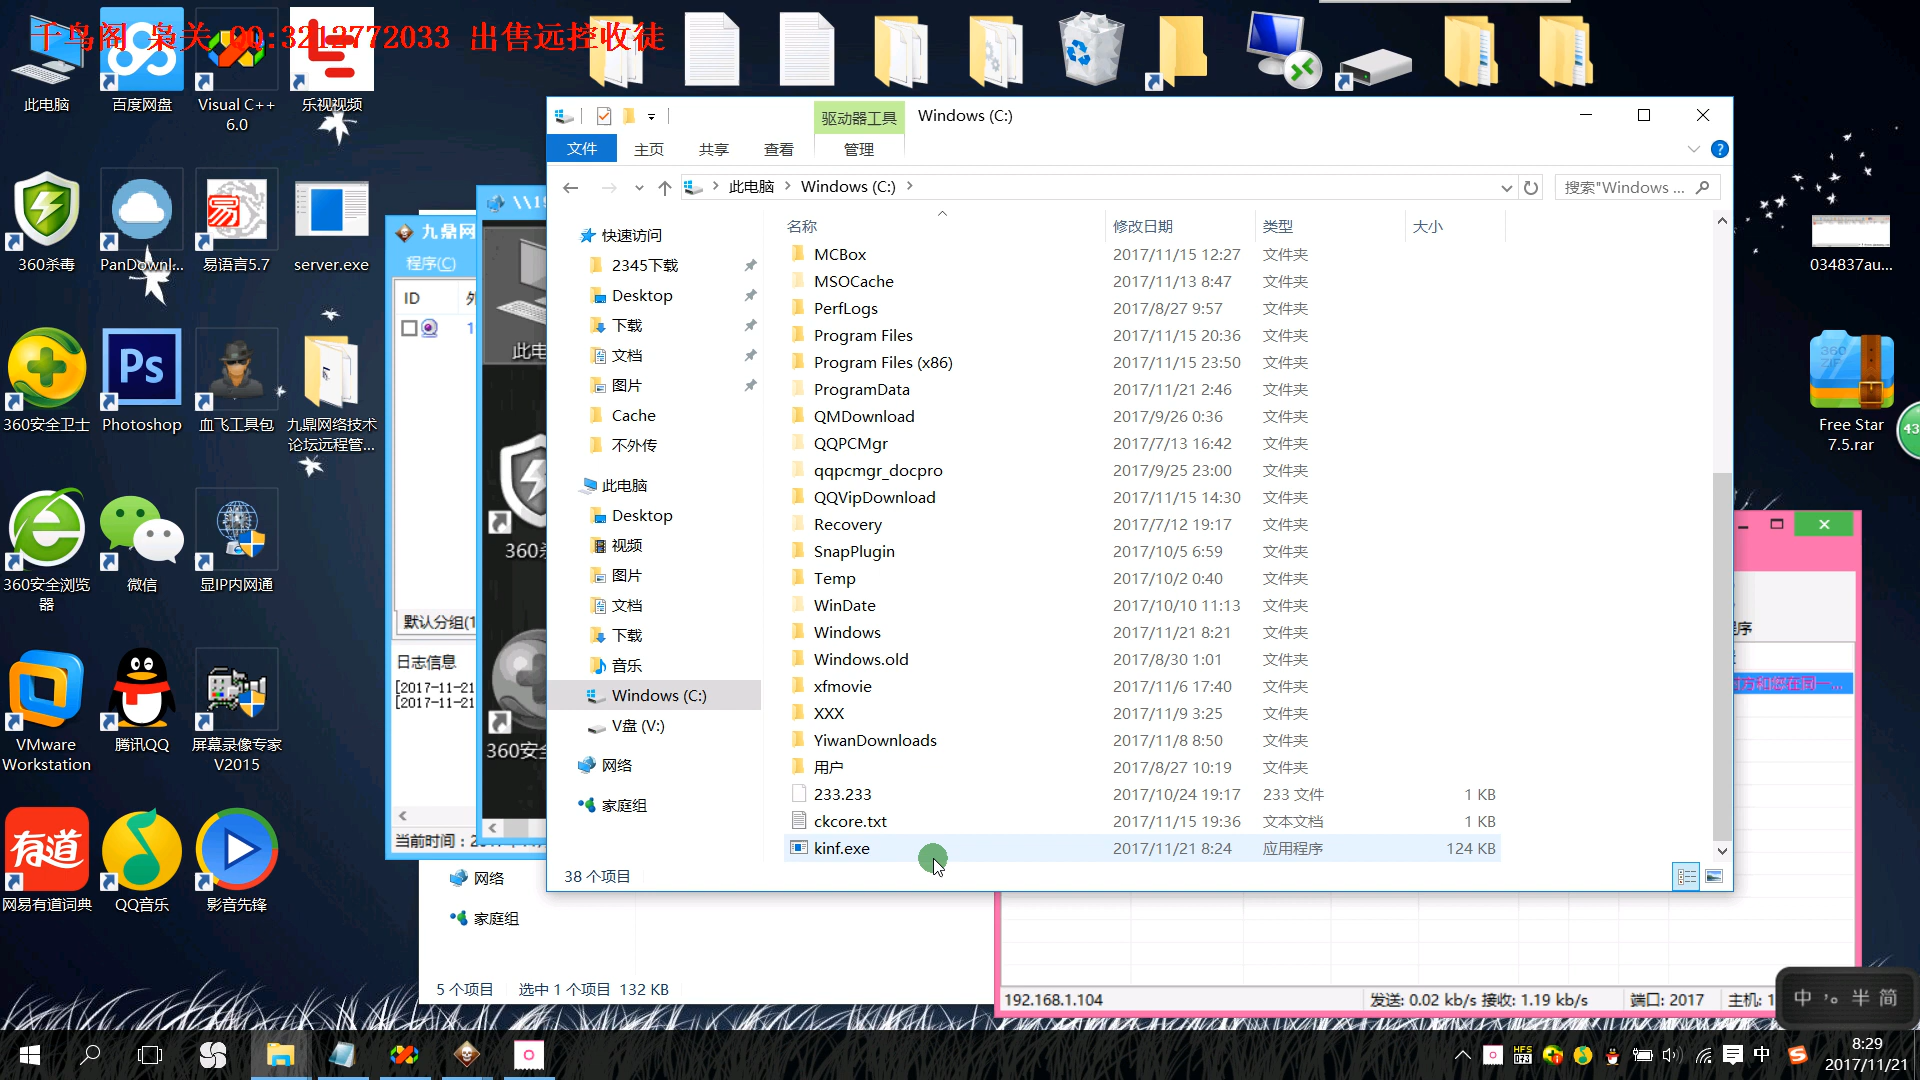 千鸟阁 枭关 QQ:3212772033 出售远控收徒
此电脑
百度网盘
Visual C++
6.0
乐视视频
360杀毒
PanDownl...
易语言5.7
server.exe
360安全卫士
Photoshop
血飞工具包
九鼎网络技术
论坛远程管...
360安全浏览
器
微信
显IP内网通
VMware
Workstation
腾讯QQ
屏幕录像专家
V2015
网易有道词典
QQ音乐
影音先锋
034837au...
Free Star
7.5.rar
43
九鼎网
程序(C)
ID
默认分组(1
日志信息
[2017-11-21
[2017-11-21
当前时间：2
此电
360杀
360安全
驱动器工具
Windows (C:)
文件
主页
共享
查看
管理
此电脑
Windows (C:)
搜索"Windows ...
名称
修改日期
类型
大小
快速访问
2345下载
Desktop
下载
文档
图片
Cache
不外传
此电脑
Desktop
视频
图片
文档
下载
音乐
Windows (C:)
V盘 (V:)
网络
家庭组
MCBox 2017/11/15 12:27 文件夹
MSOCache 2017/11/13 8:47 文件夹
PerfLogs 2017/8/27 9:57 文件夹
Program Files 2017/11/15 20:36 文件夹
Program Files (x86) 2017/11/15 23:50 文件夹
ProgramData 2017/11/21 2:46 文件夹
QMDownload 2017/9/26 0:36 文件夹
QQPCMgr 2017/7/13 16:42 文件夹
qqpcmgr_docpro 2017/9/25 23:00 文件夹
QQVipDownload 2017/11/15 14:30 文件夹
Recovery 2017/7/12 19:17 文件夹
SnapPlugin 2017/10/5 6:59 文件夹
Temp 2017/10/2 0:40 文件夹
WinDate 2017/10/10 11:13 文件夹
Windows 2017/11/21 8:21 文件夹
Windows.old 2017/8/30 1:01 文件夹
xfmovie 2017/11/6 17:40 文件夹
XXX 2017/11/9 3:25 文件夹
YiwanDownloads 2017/11/8 8:50 文件夹
用户 2017/8/27 10:19 文件夹
233.233 2017/10/24 19:17 233 文件 1 KB
ckcore.txt 2017/11/15 19:36 文本文档 1 KB
kinf.exe 2017/11/21 8:24 应用程序 124 KB
38 个项目
网络
家庭组
5 个项目 选中 1 个项目 132 KB
192.168.1.104
发送: 0.02 kb/s 接收: 1.19 kb/s
端口: 2017
主机: 1
中 半 简
中
8:29
2017/11/21